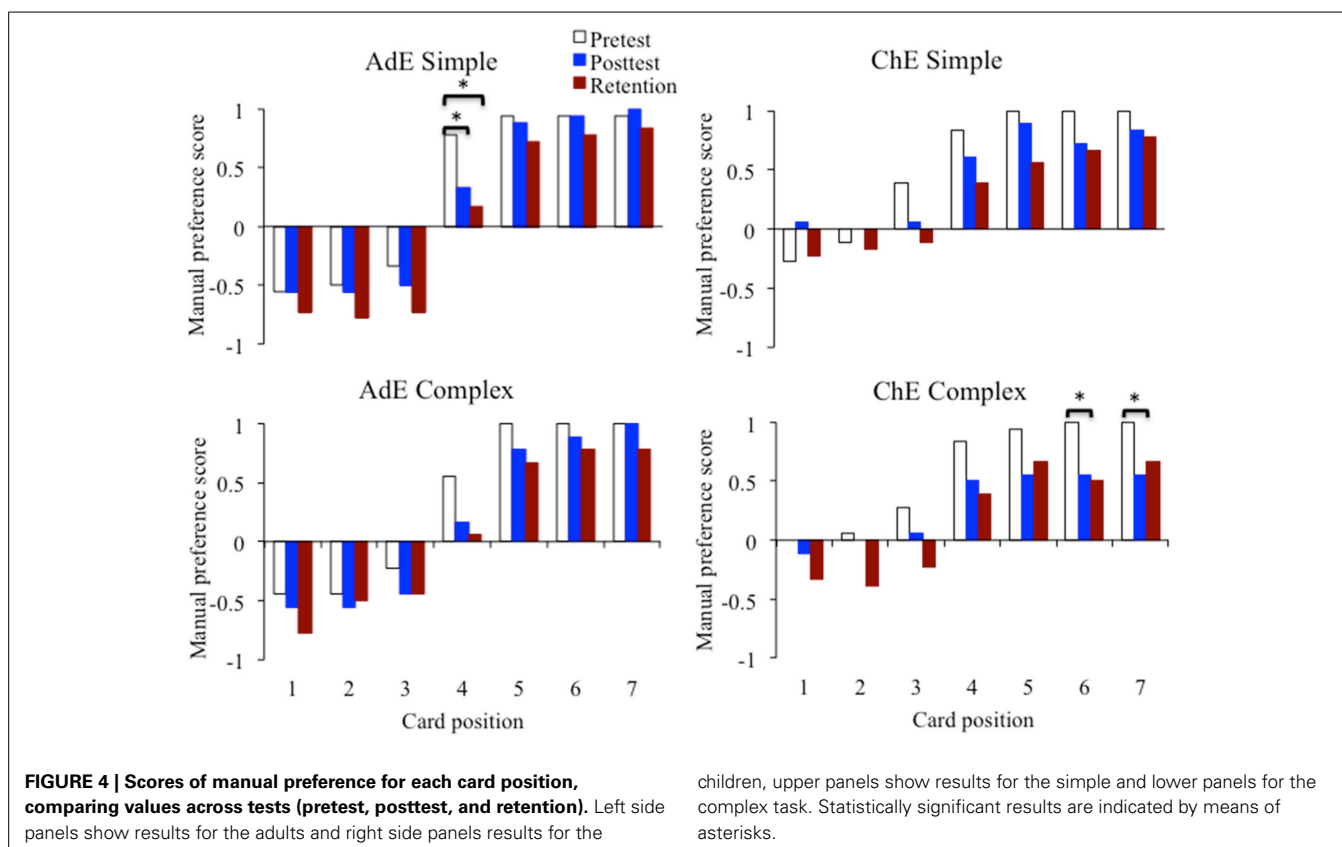 Pretest
Posttest
Retention
AdE Simple
*
*
Manual preference score
1
0.5
0
-0.5
-1
ChE Simple
Manual preference score
1
0.5
0
-0.5
-1
AdE Complex
Manual preference score
1
0.5
0
-0.5
-1
1 2 3 4 5 6 7
Card position
ChE Complex
* *
Manual preference score
1
0.5
0
-0.5
-1
1 2 3 4 5 6 7
Card position
FIGURE 4 | Scores of manual preference for each card position,
comparing values across tests (pretest, posttest, and retention). Left side
panels show results for the adults and right side panels results for the
children, upper panels show results for the simple and lower panels for the
complex task. Statistically significant results are indicated by means of
asterisks.